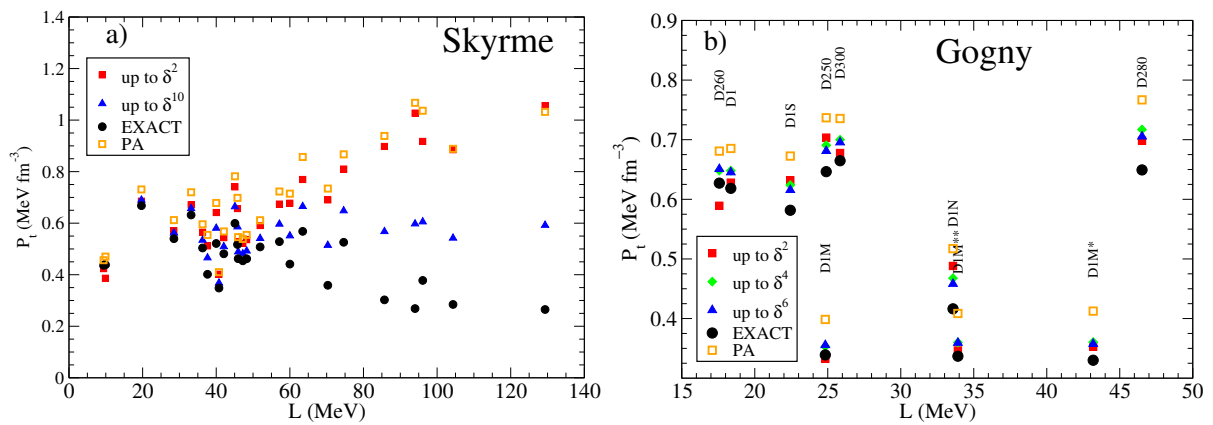 a)
Skyrme
up to δ²
up to δ¹⁰
EXACT
PA
Pₜ (MeV fm⁻³)
1.4
1.2
1
0.8
0.6
0.4
0.2
0
0 20 40 60 80 100 120 140
L (MeV)
b)
Gogny
D260
D1
D1S
D250
D300
D1M
D1N
D1M**
D1M*
D280
up to δ²
up to δ⁴
up to δ⁶
EXACT
PA
Pₜ (MeV fm⁻³)
0.9
0.8
0.7
0.6
0.5
0.4
15 20 25 30 35 40 45 50
L (MeV)